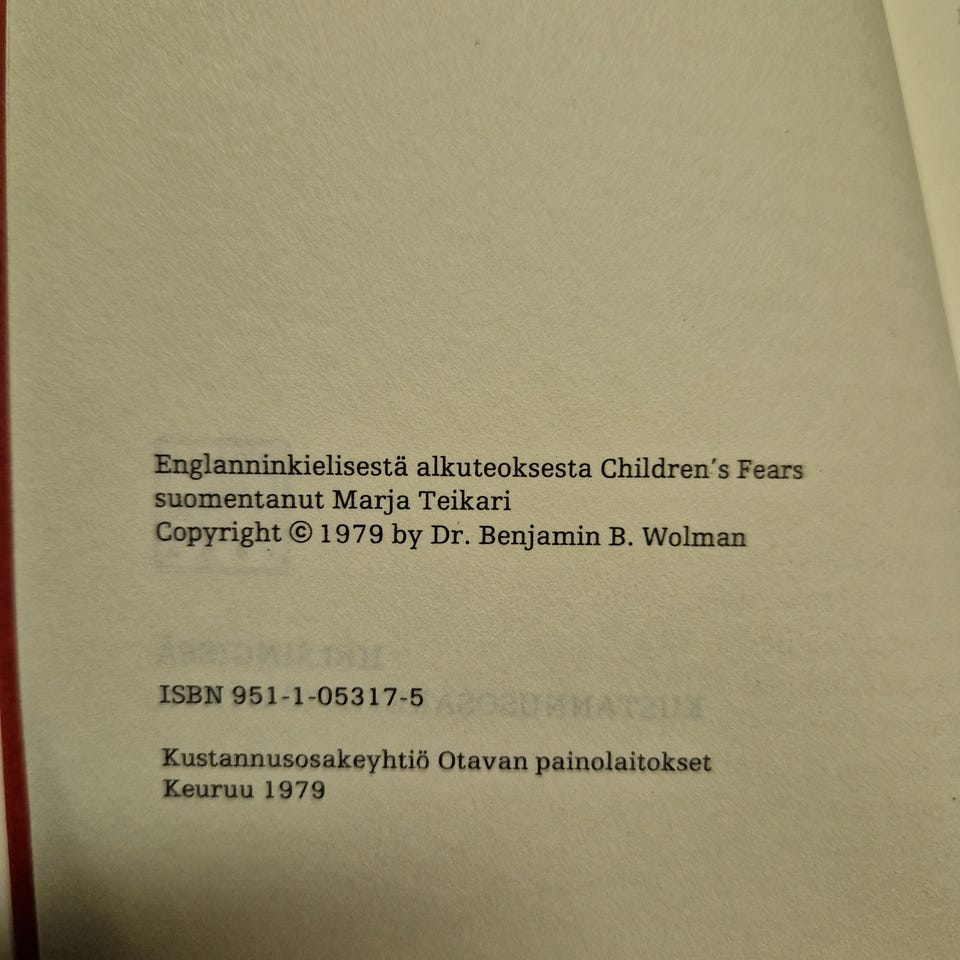 Englanninkielisestä alkuteoksesta Children´s Fears
suomentanut Marja Teikari
Copyright © 1979 by Dr. Benjamin B. Wolman
ISBN 951-1-05317-5
Kustannusosakeyhtiö Otavan painolaitokset
Keuruu 1979